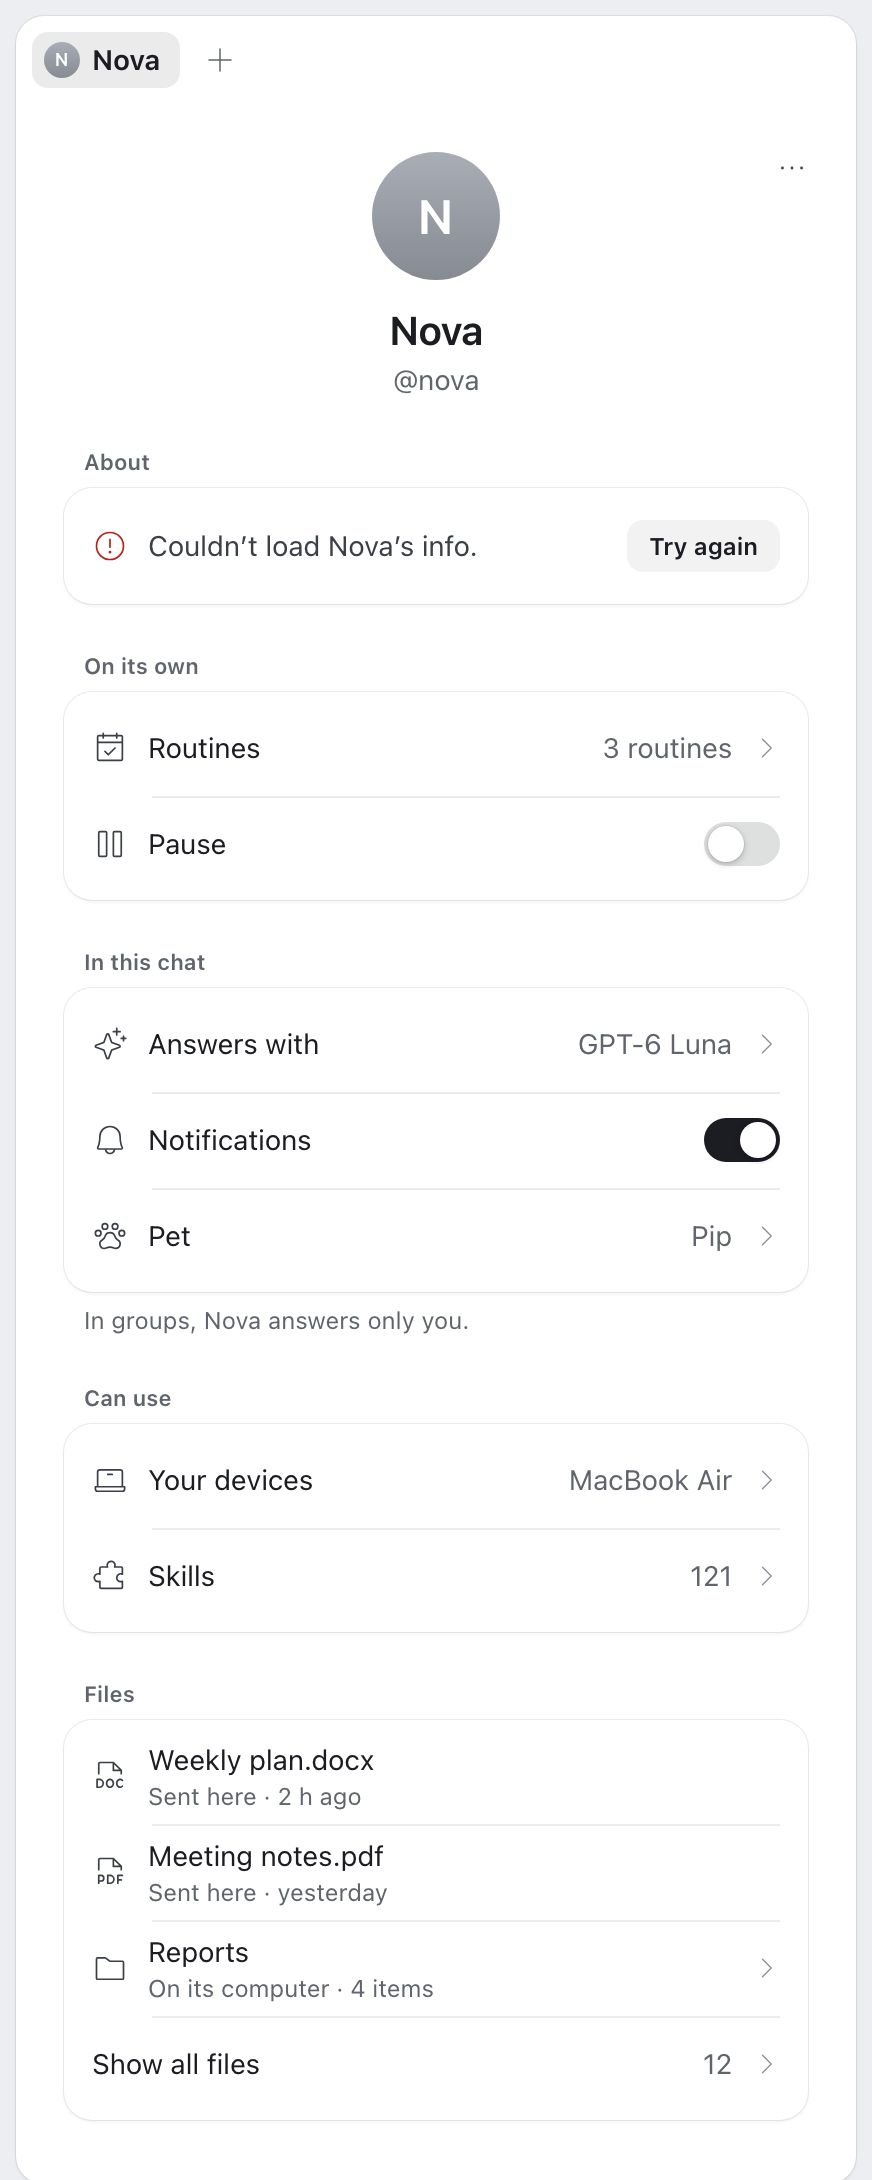 N Nova
N
Nova
@nova
About
Couldn’t load Nova’s info. Try again
On its own
Routines 3 routines
Pause
In this chat
Answers with GPT-6 Luna
Notifications
Pet Pip
In groups, Nova answers only you.
Can use
Your devices MacBook Air
Skills 121
Files
DOC Weekly plan.docx
Sent here · 2 h ago
PDF Meeting notes.pdf
Sent here · yesterday
Reports
On its computer · 4 items
Show all files 12